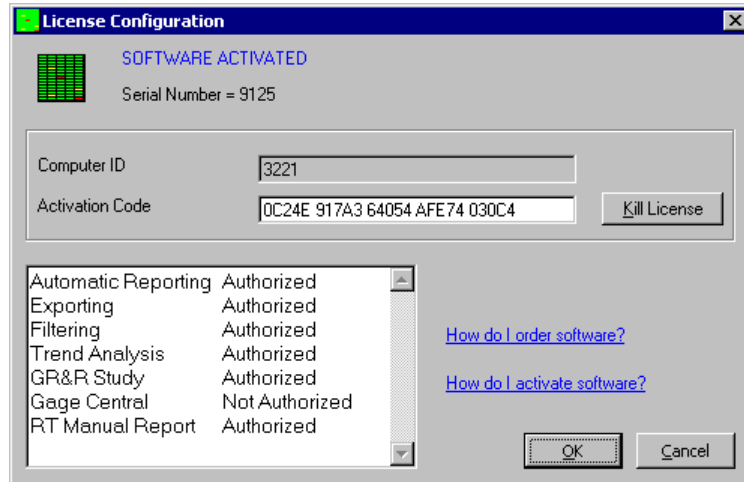 License Configuration
SOFTWARE ACTIVATED
Serial Number = 9125
Computer ID 3221
Activation Code 0C24E 917A3 64054 AFE74 030C4 Kill License
Automatic Reporting Authorized
Exporting Authorized
Filtering Authorized
Trend Analysis Authorized
GR&R Study Authorized
Gage Central Not Authorized
RT Manual Report Authorized
How do I order software?
How do I activate software?
OK Cancel